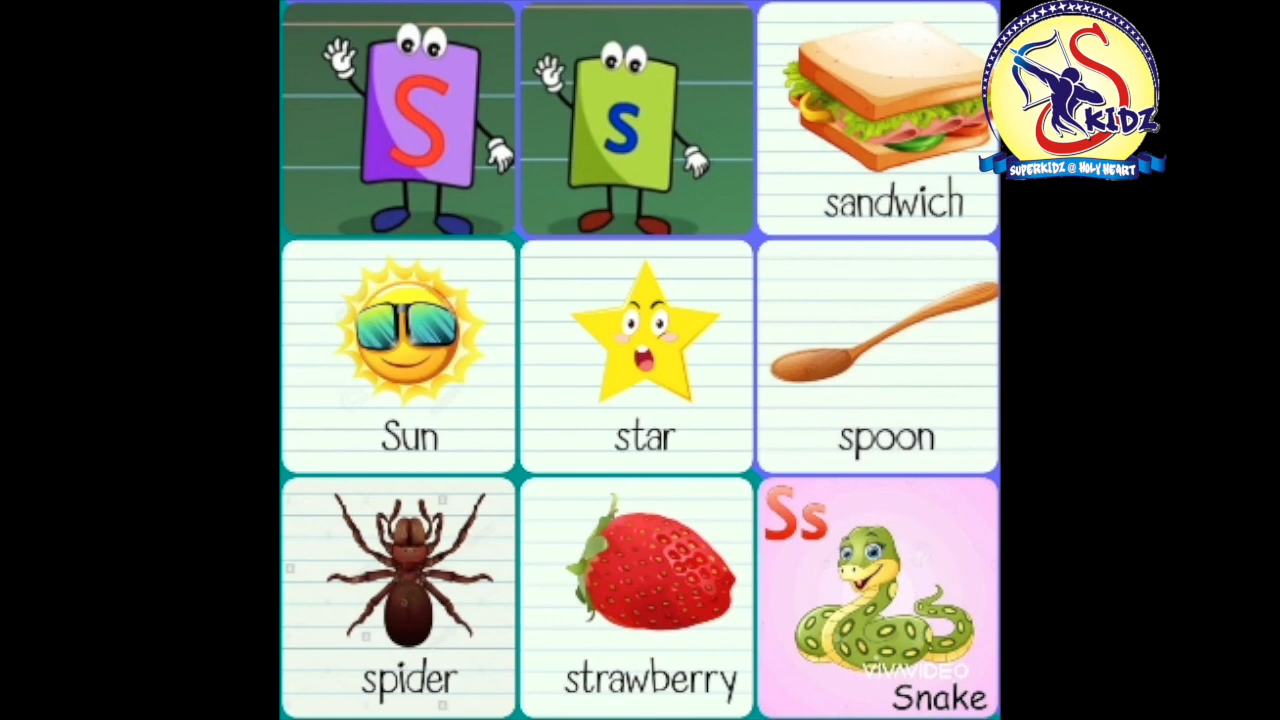 S
s
sandwich
S
KIDZ
SUPERKIDZ @ HOLY HEART
Sun
star
spoon
spider
strawberry
Ss
VIVAVIDEO
Snake